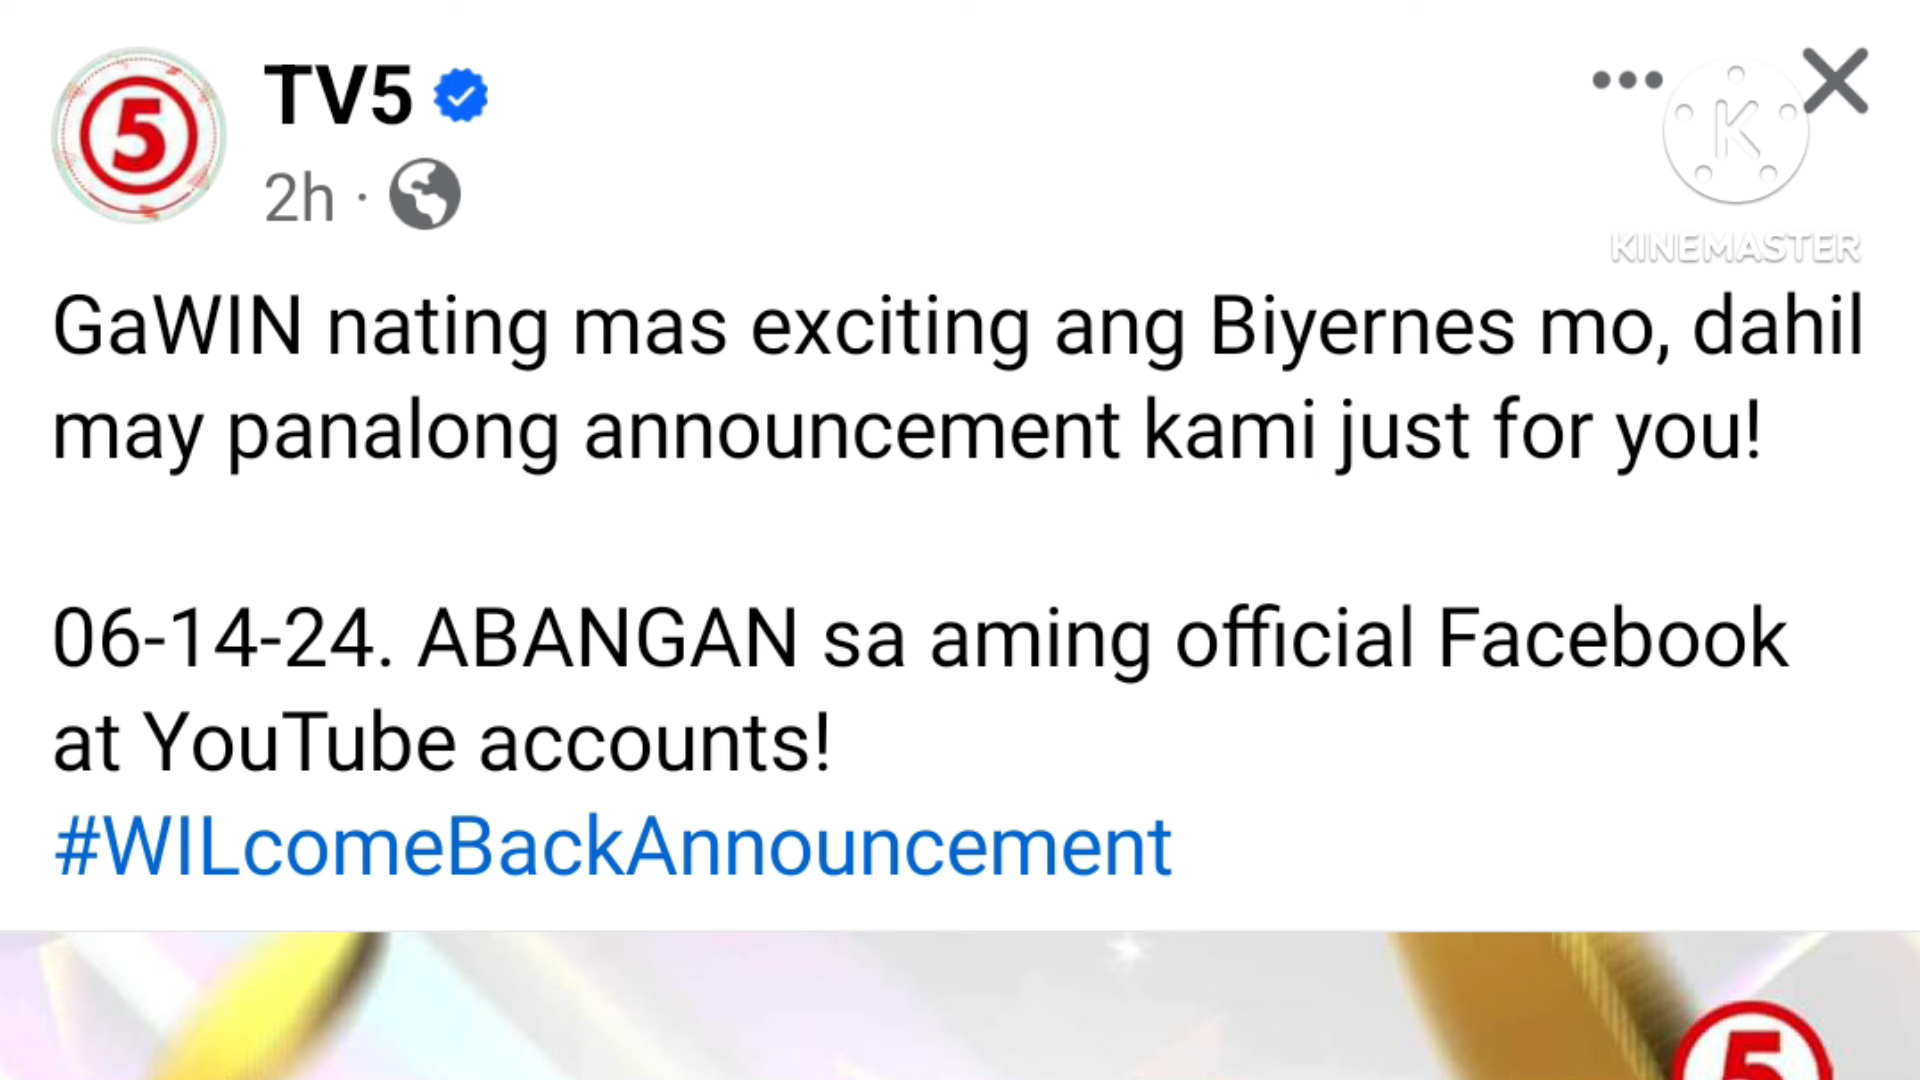 5
TV5
2h ·
K
KINEMASTER
GaWIN nating mas exciting ang Biyernes mo, dahil
may panalong announcement kami just for you!
06-14-24. ABANGAN sa aming official Facebook
at YouTube accounts!
#WILcomeBackAnnouncement
5